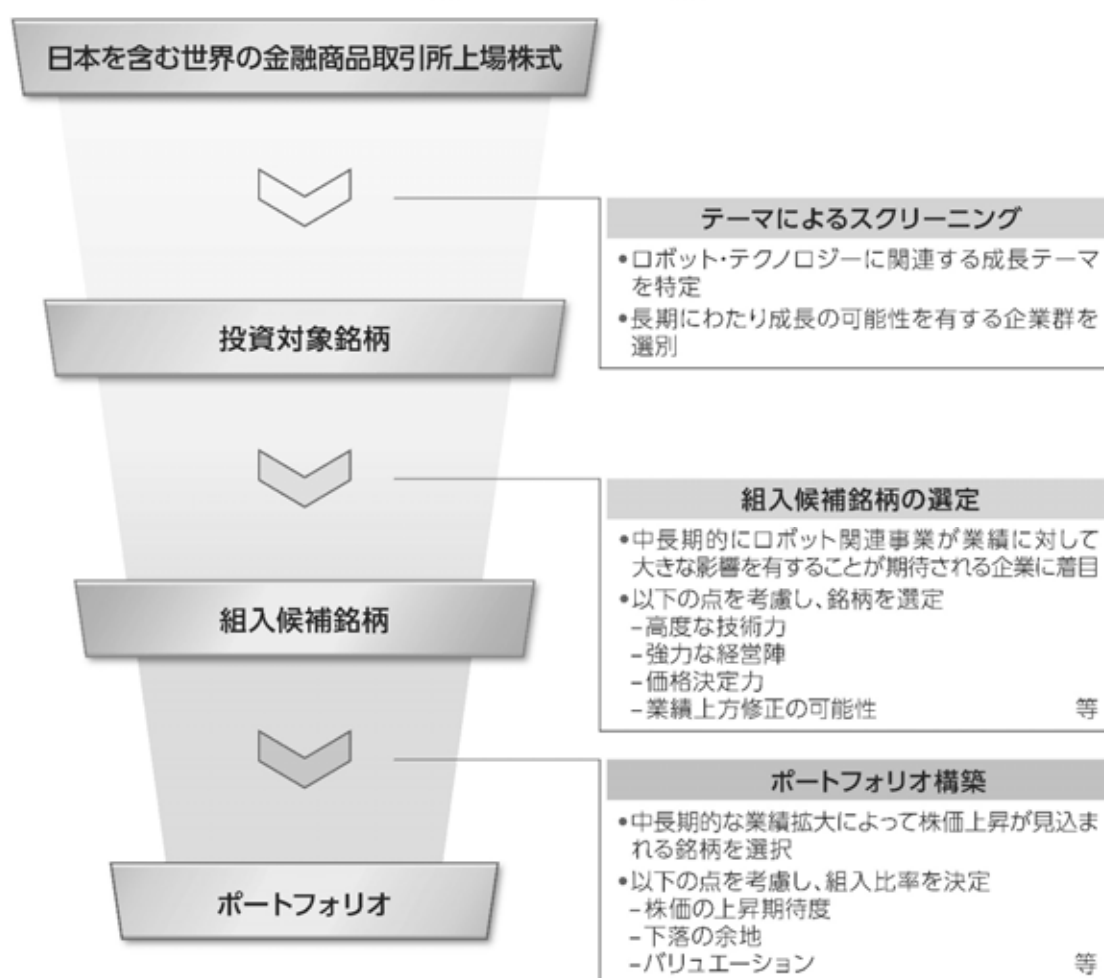 日本を含む世界の金融商品取引所上場株式
テーマによるスクリーニング
•ロボット・テクノロジーに関連する成長テーマ
を特定
•長期にわたり成長の可能性を有する企業群を
選別
投資対象銘柄
組入候補銘柄の選定
•中長期的にロボット関連事業が業績に対して
大きな影響を有することが期待される企業に着目
•以下の点を考慮し、銘柄を選定
–高度な技術力
–強力な経営陣
–価格決定力
–業績上方修正の可能性 等
組入候補銘柄
ポートフォリオ構築
•中長期的な業績拡大によって株価上昇が見込ま
れる銘柄を選択
•以下の点を考慮し、組入比率を決定
–株価の上昇期待度
–下落の余地
–バリュエーション 等
ポートフォリオ